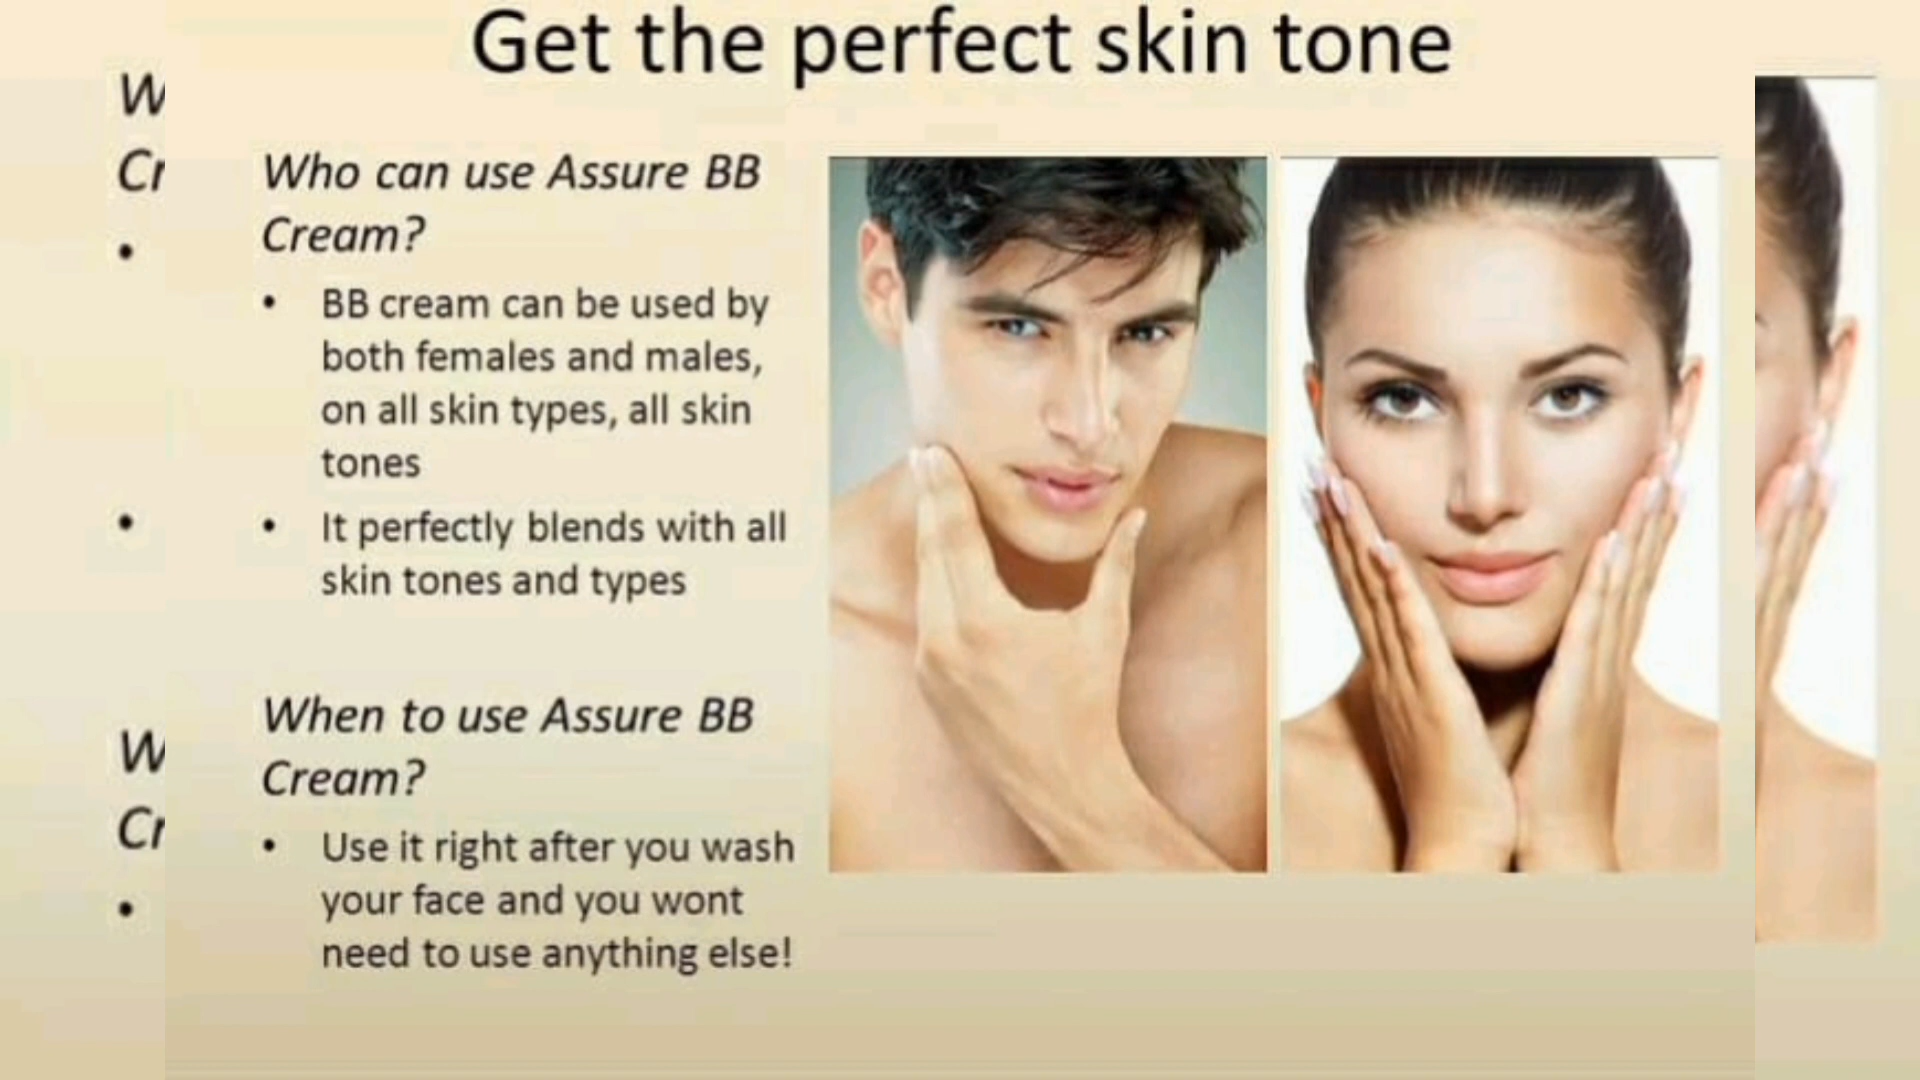 Get the perfect skin tone
Who can use Assure BB
Cream?
• BB cream can be used by
both females and males,
on all skin types, all skin
tones
• It perfectly blends with all
skin tones and types
When to use Assure BB
Cream?
• Use it right after you wash
your face and you wont
need to use anything else!
W
Cr
•
•
W
Cr
•